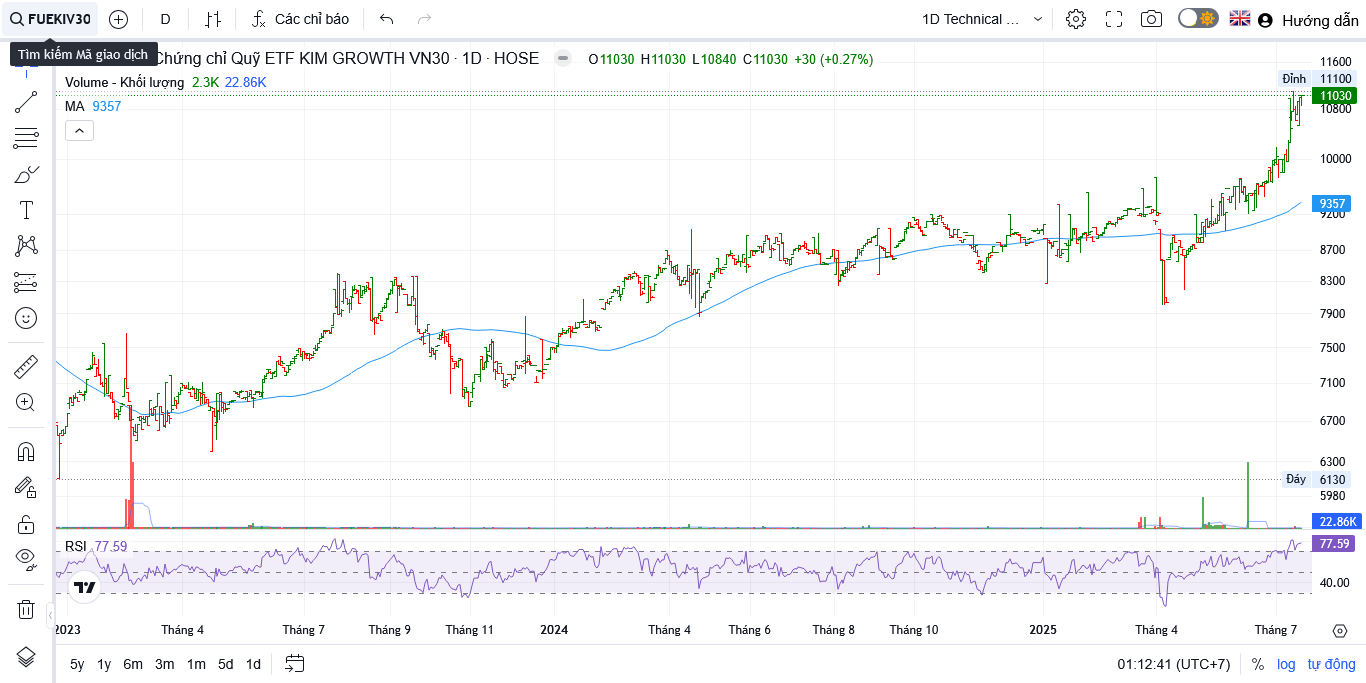 FUEKIV30
D
Các chỉ báo
1D Technical ...
Hướng dẫn
Tìm kiếm Mã giao dịch
Chứng chỉ Quỹ ETF KIM GROWTH VN30 · 1D · HOSE
O11030 H11030 L10840 C11030 +30 (+0.27%)
Volume - Khối lượng 2.3K 22.86K
MA 9357
11600
Đỉnh 11100
11030
10800
10000
9357
9200
8700
8300
7900
7500
7100
6700
6300
Đáy 6130
5980
22.86K
RSI 77.59
77.59
40.00
2023 Tháng 4 Tháng 7 Tháng 9 Tháng 11 2024 Tháng 4 Tháng 6 Tháng 8 Tháng 10 2025 Tháng 4 Tháng 7
5y 1y 6m 3m 1m 5d 1d
01:12:41 (UTC+7) % log tự động